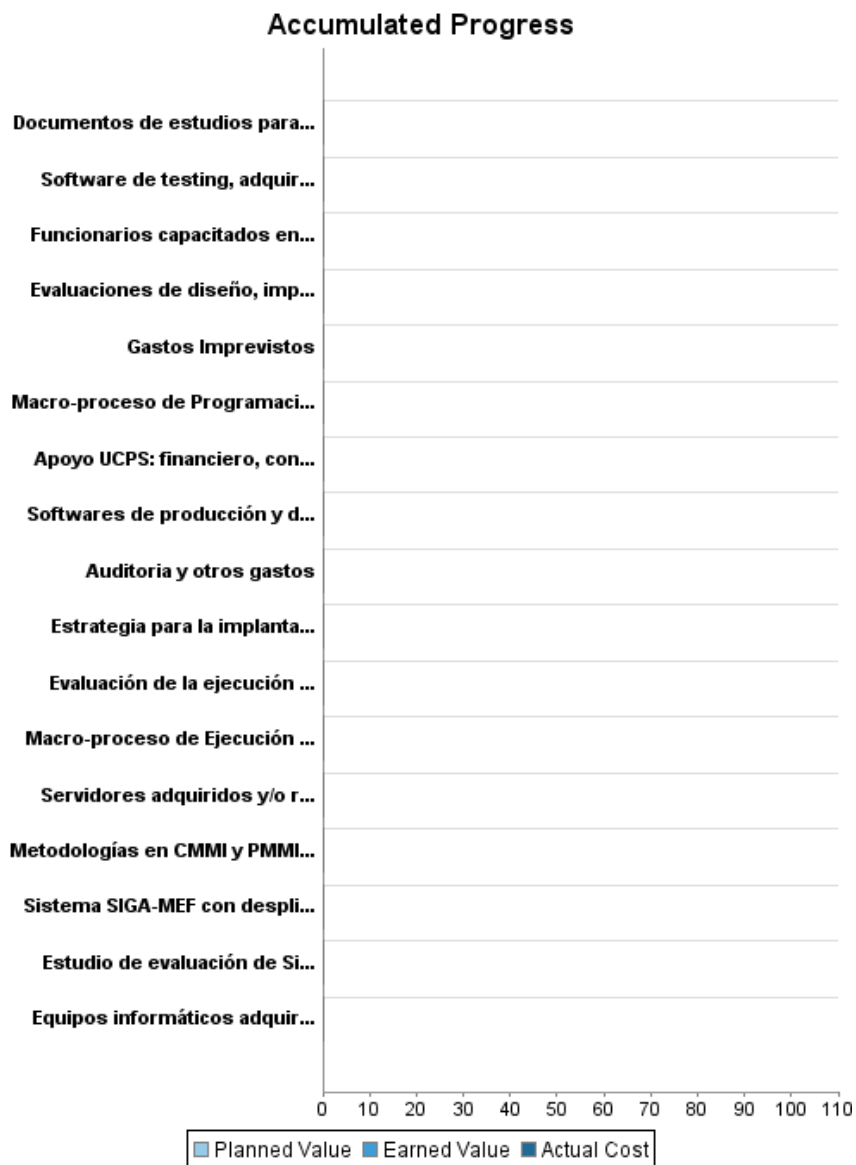 Accumulated Progress
Documentos de estudios para...
Software de testing, adquir...
Funcionarios capacitados en...
Evaluaciones de diseño, imp...
Gastos Imprevistos
Macro-proceso de Programaci...
Apoyo UCPS: financiero, con...
Softwares de producción y d...
Auditoria y otros gastos
Estrategia para la implanta...
Evaluación de la ejecución ...
Macro-proceso de Ejecución ...
Servidores adquiridos y/o r...
Metodologías en CMMI y PMMI...
Sistema SIGA-MEF con despli...
Estudio de evaluación de Si...
Equipos informáticos adquir...
0 10 20 30 40 50 60 70 80 90 100 110
Planned Value Earned Value Actual Cost